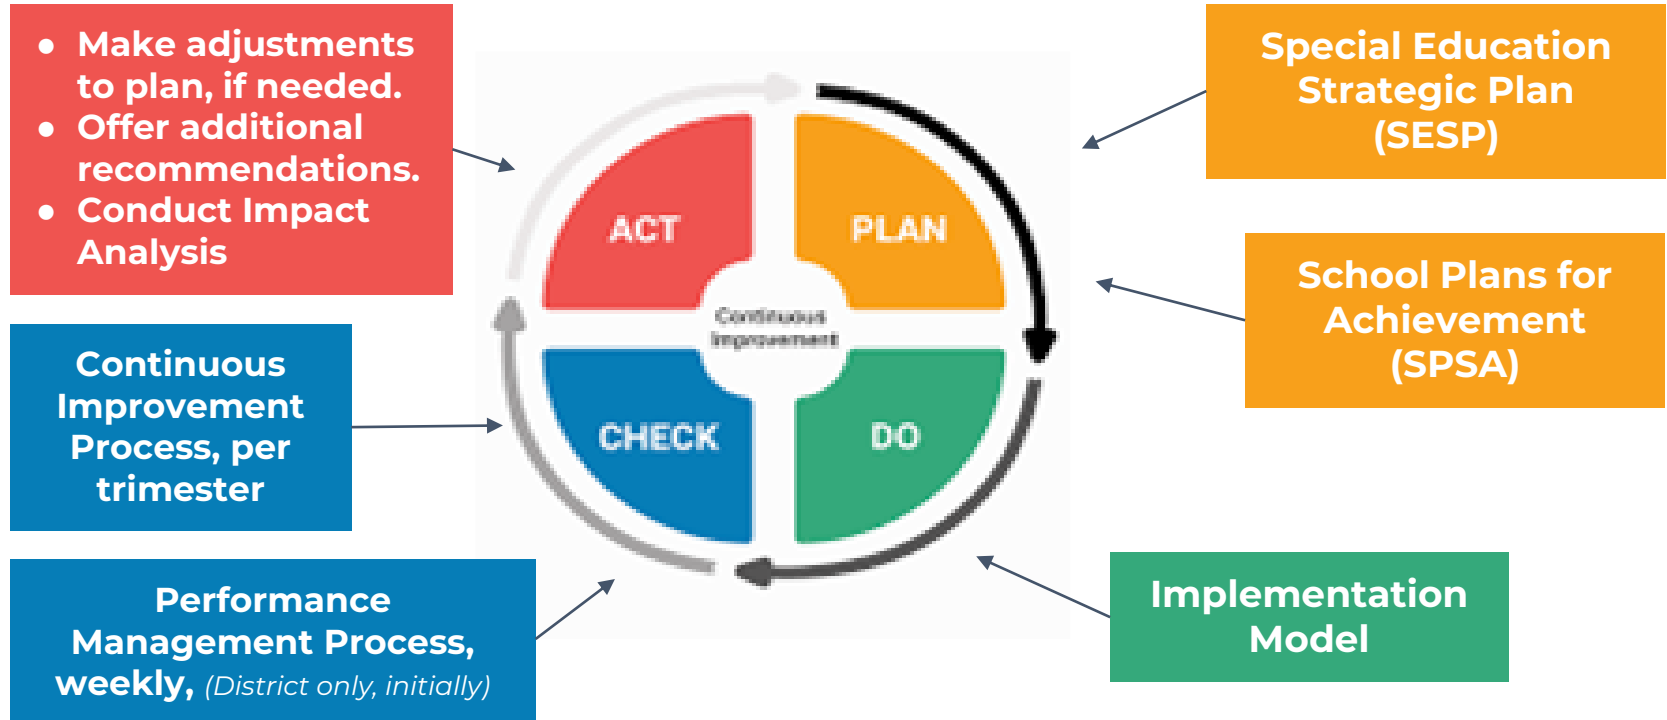 ● Make adjustments
to plan, if needed.
● Offer additional
recommendations.
● Conduct Impact
Analysis
Special Education
Strategic Plan
(SESP)
ACT
PLAN
School Plans for
Achievement
(SPSA)
Continuous
Improvement
Continuous
Improvement
Process, per
trimester
CHECK
DO
Performance
Management Process,
weekly, (District only, initially)
Implementation
Model